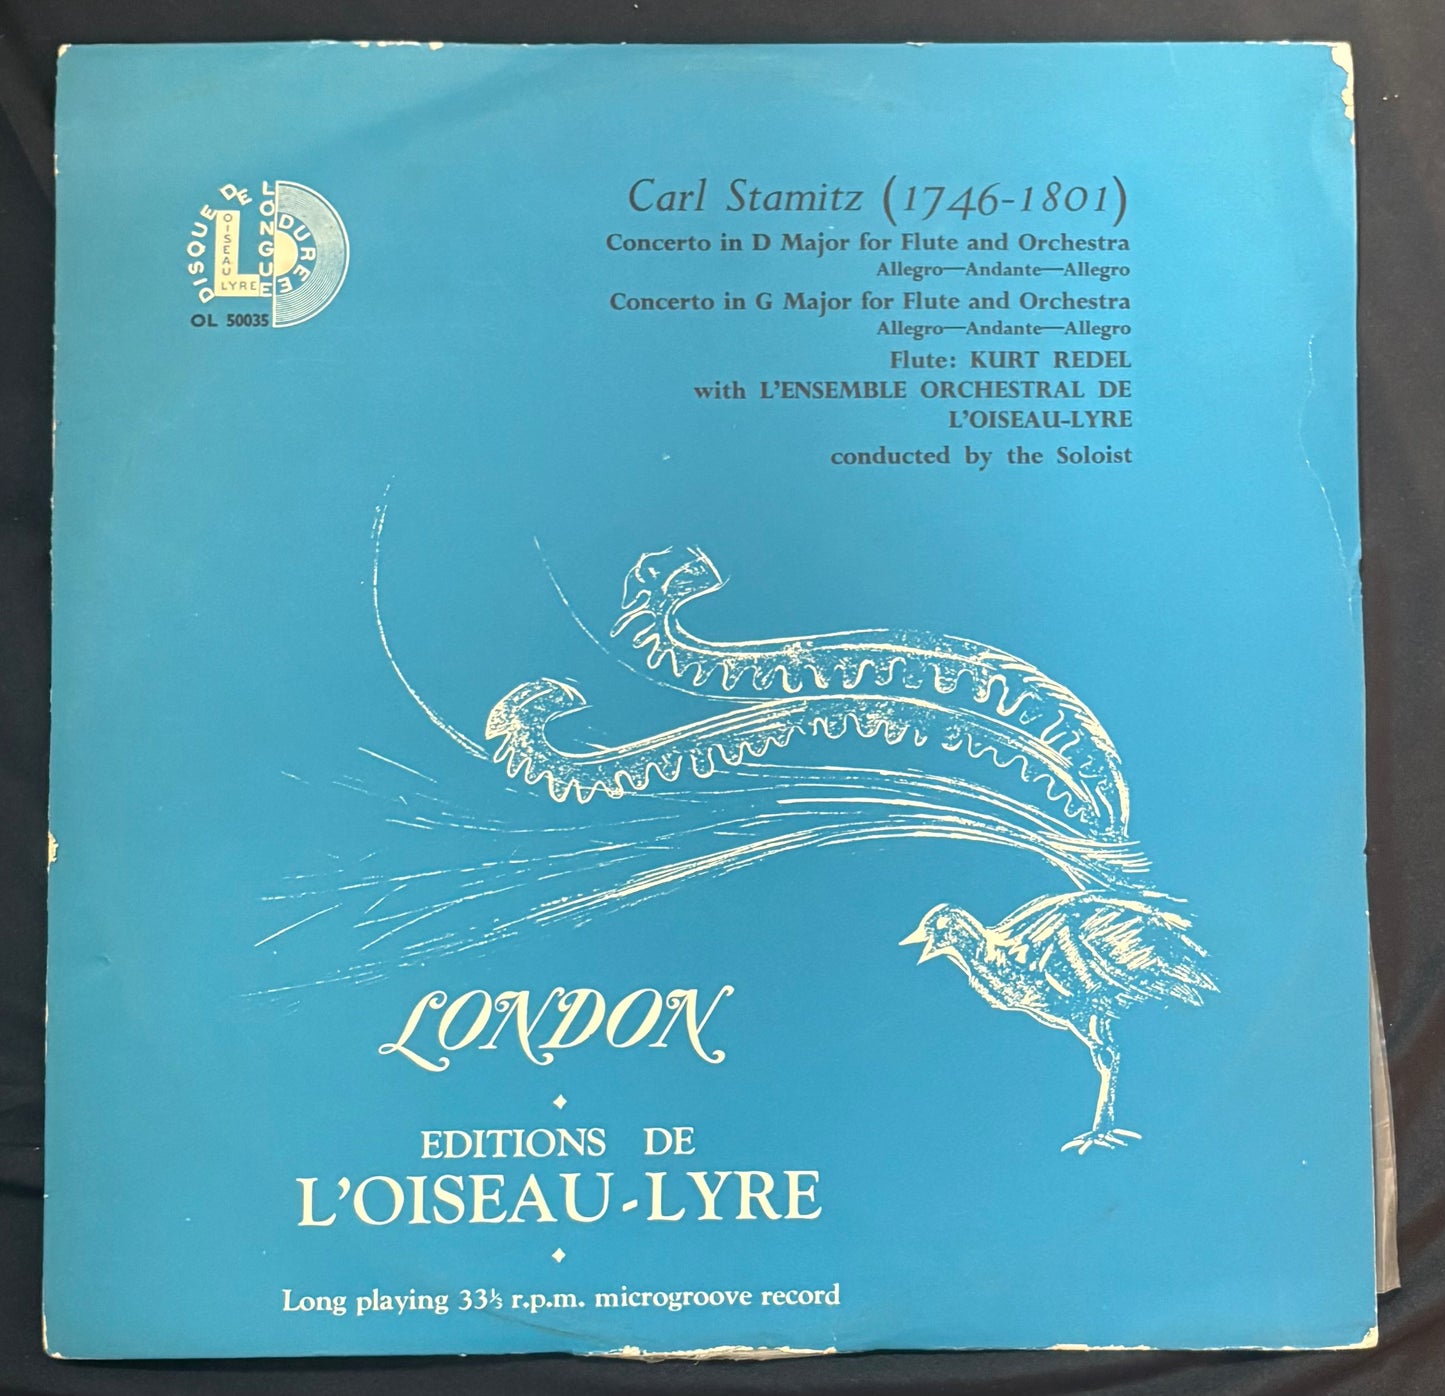 DISQUE DE LONGUE DUREE
OISEAU
LYRE
OL 50035
Carl Stamitz (1746-1801)
Concerto in D Major for Flute and Orchestra
Allegro—Andante—Allegro
Concerto in G Major for Flute and Orchestra
Allegro—Andante—Allegro
Flute: KURT REDEL
with L'ENSEMBLE ORCHESTRAL DE
L'OISEAU-LYRE
conducted by the Soloist
LONDON
EDITIONS DE
L'OISEAU-LYRE
Long playing 33⅓ r.p.m. microgroove record